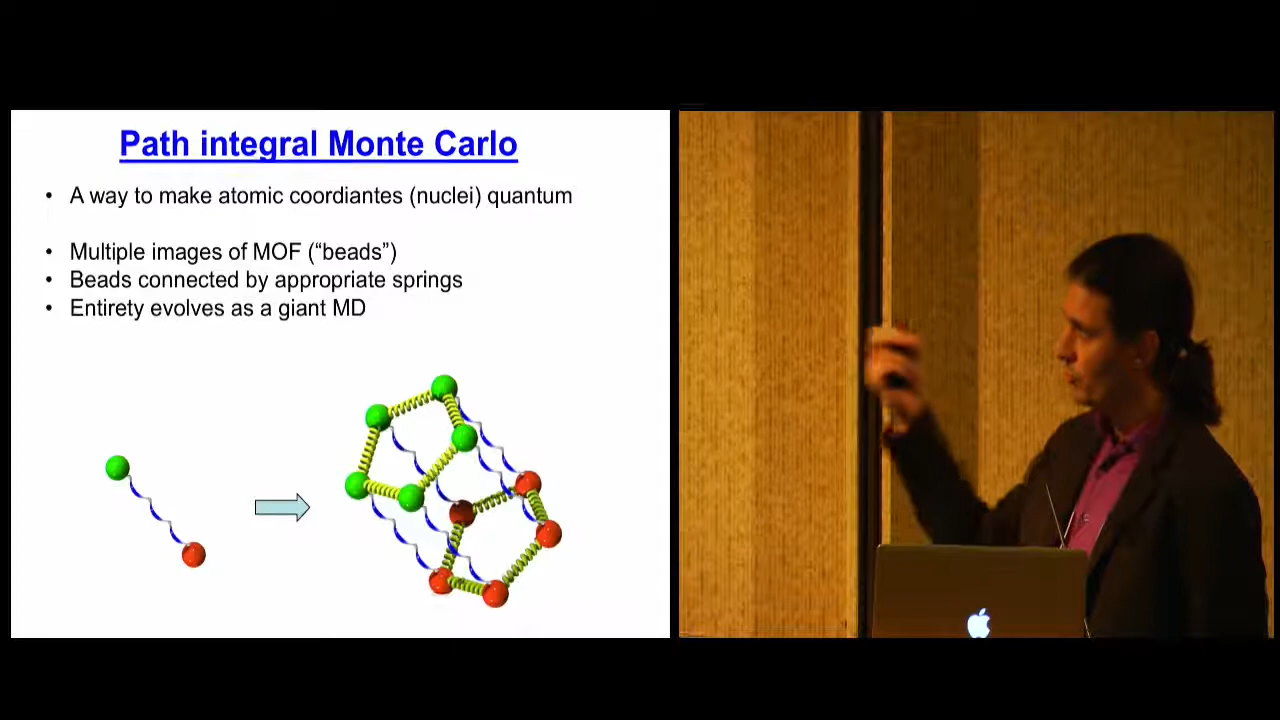 Path integral Monte Carlo
• A way to make atomic coordiantes (nuclei) quantum
• Multiple images of MOF (“beads”)
• Beads connected by appropriate springs
• Entirety evolves as a giant MD